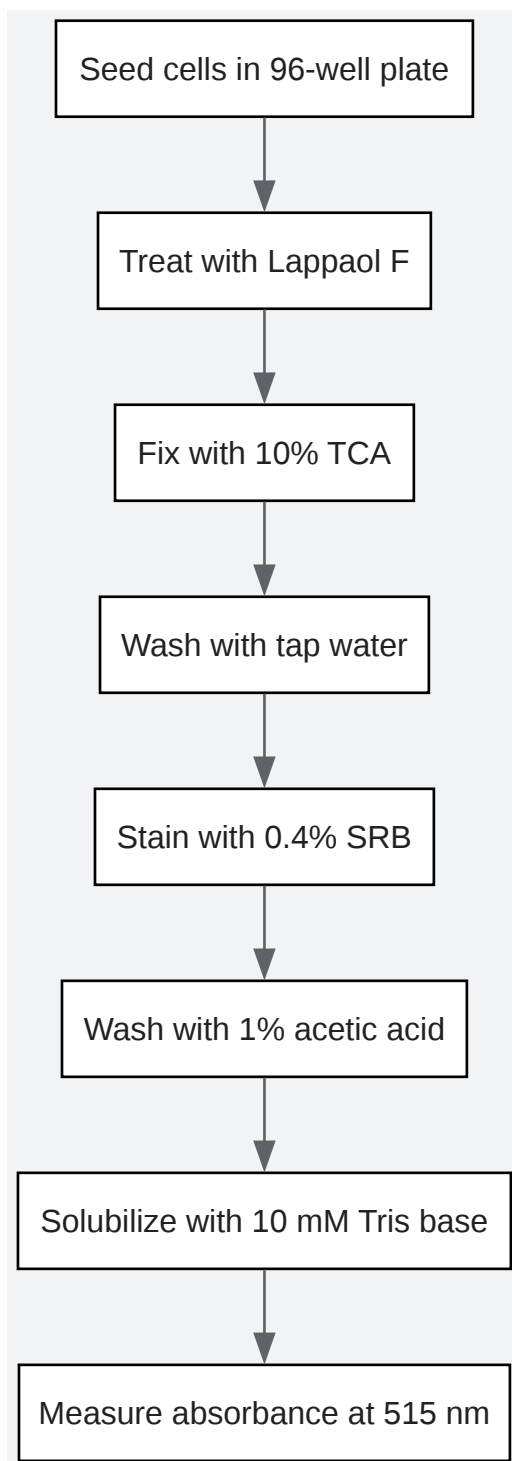 Seed cells in 96-well plate
Treat with Lappaol F
Fix with 10% TCA
Wash with tap water
Stain with 0.4% SRB
Wash with 1% acetic acid
Solubilize with 10 mM Tris base
Measure absorbance at 515 nm